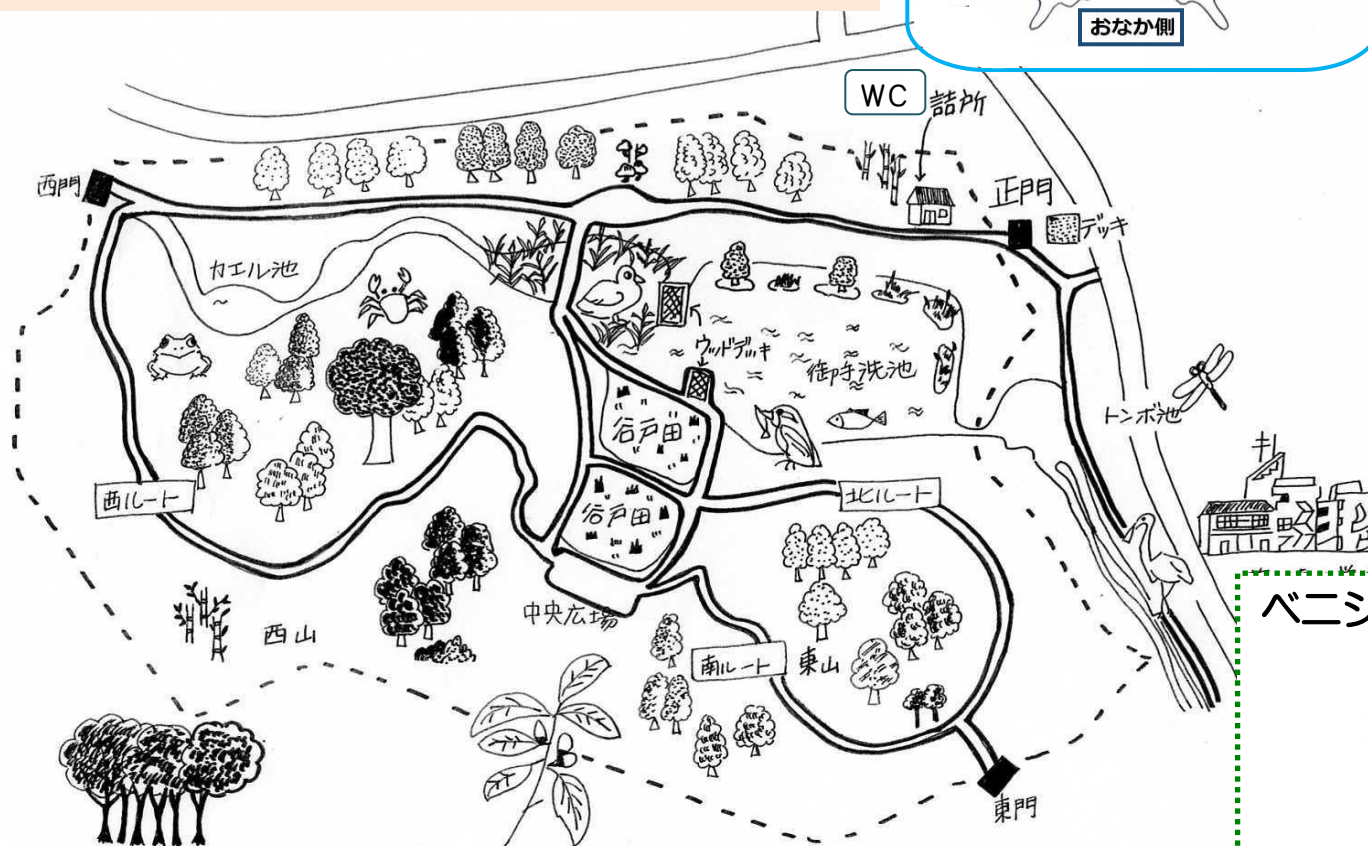 おなか側
WC
詰所
西門
正門
デッキ
カエル池
ウッドデッキ
御手洗池
トンボ池
谷戸田
西ルート
北ルート
谷戸田
中央広場
西山
南ルート
東山
東門
ベニシ